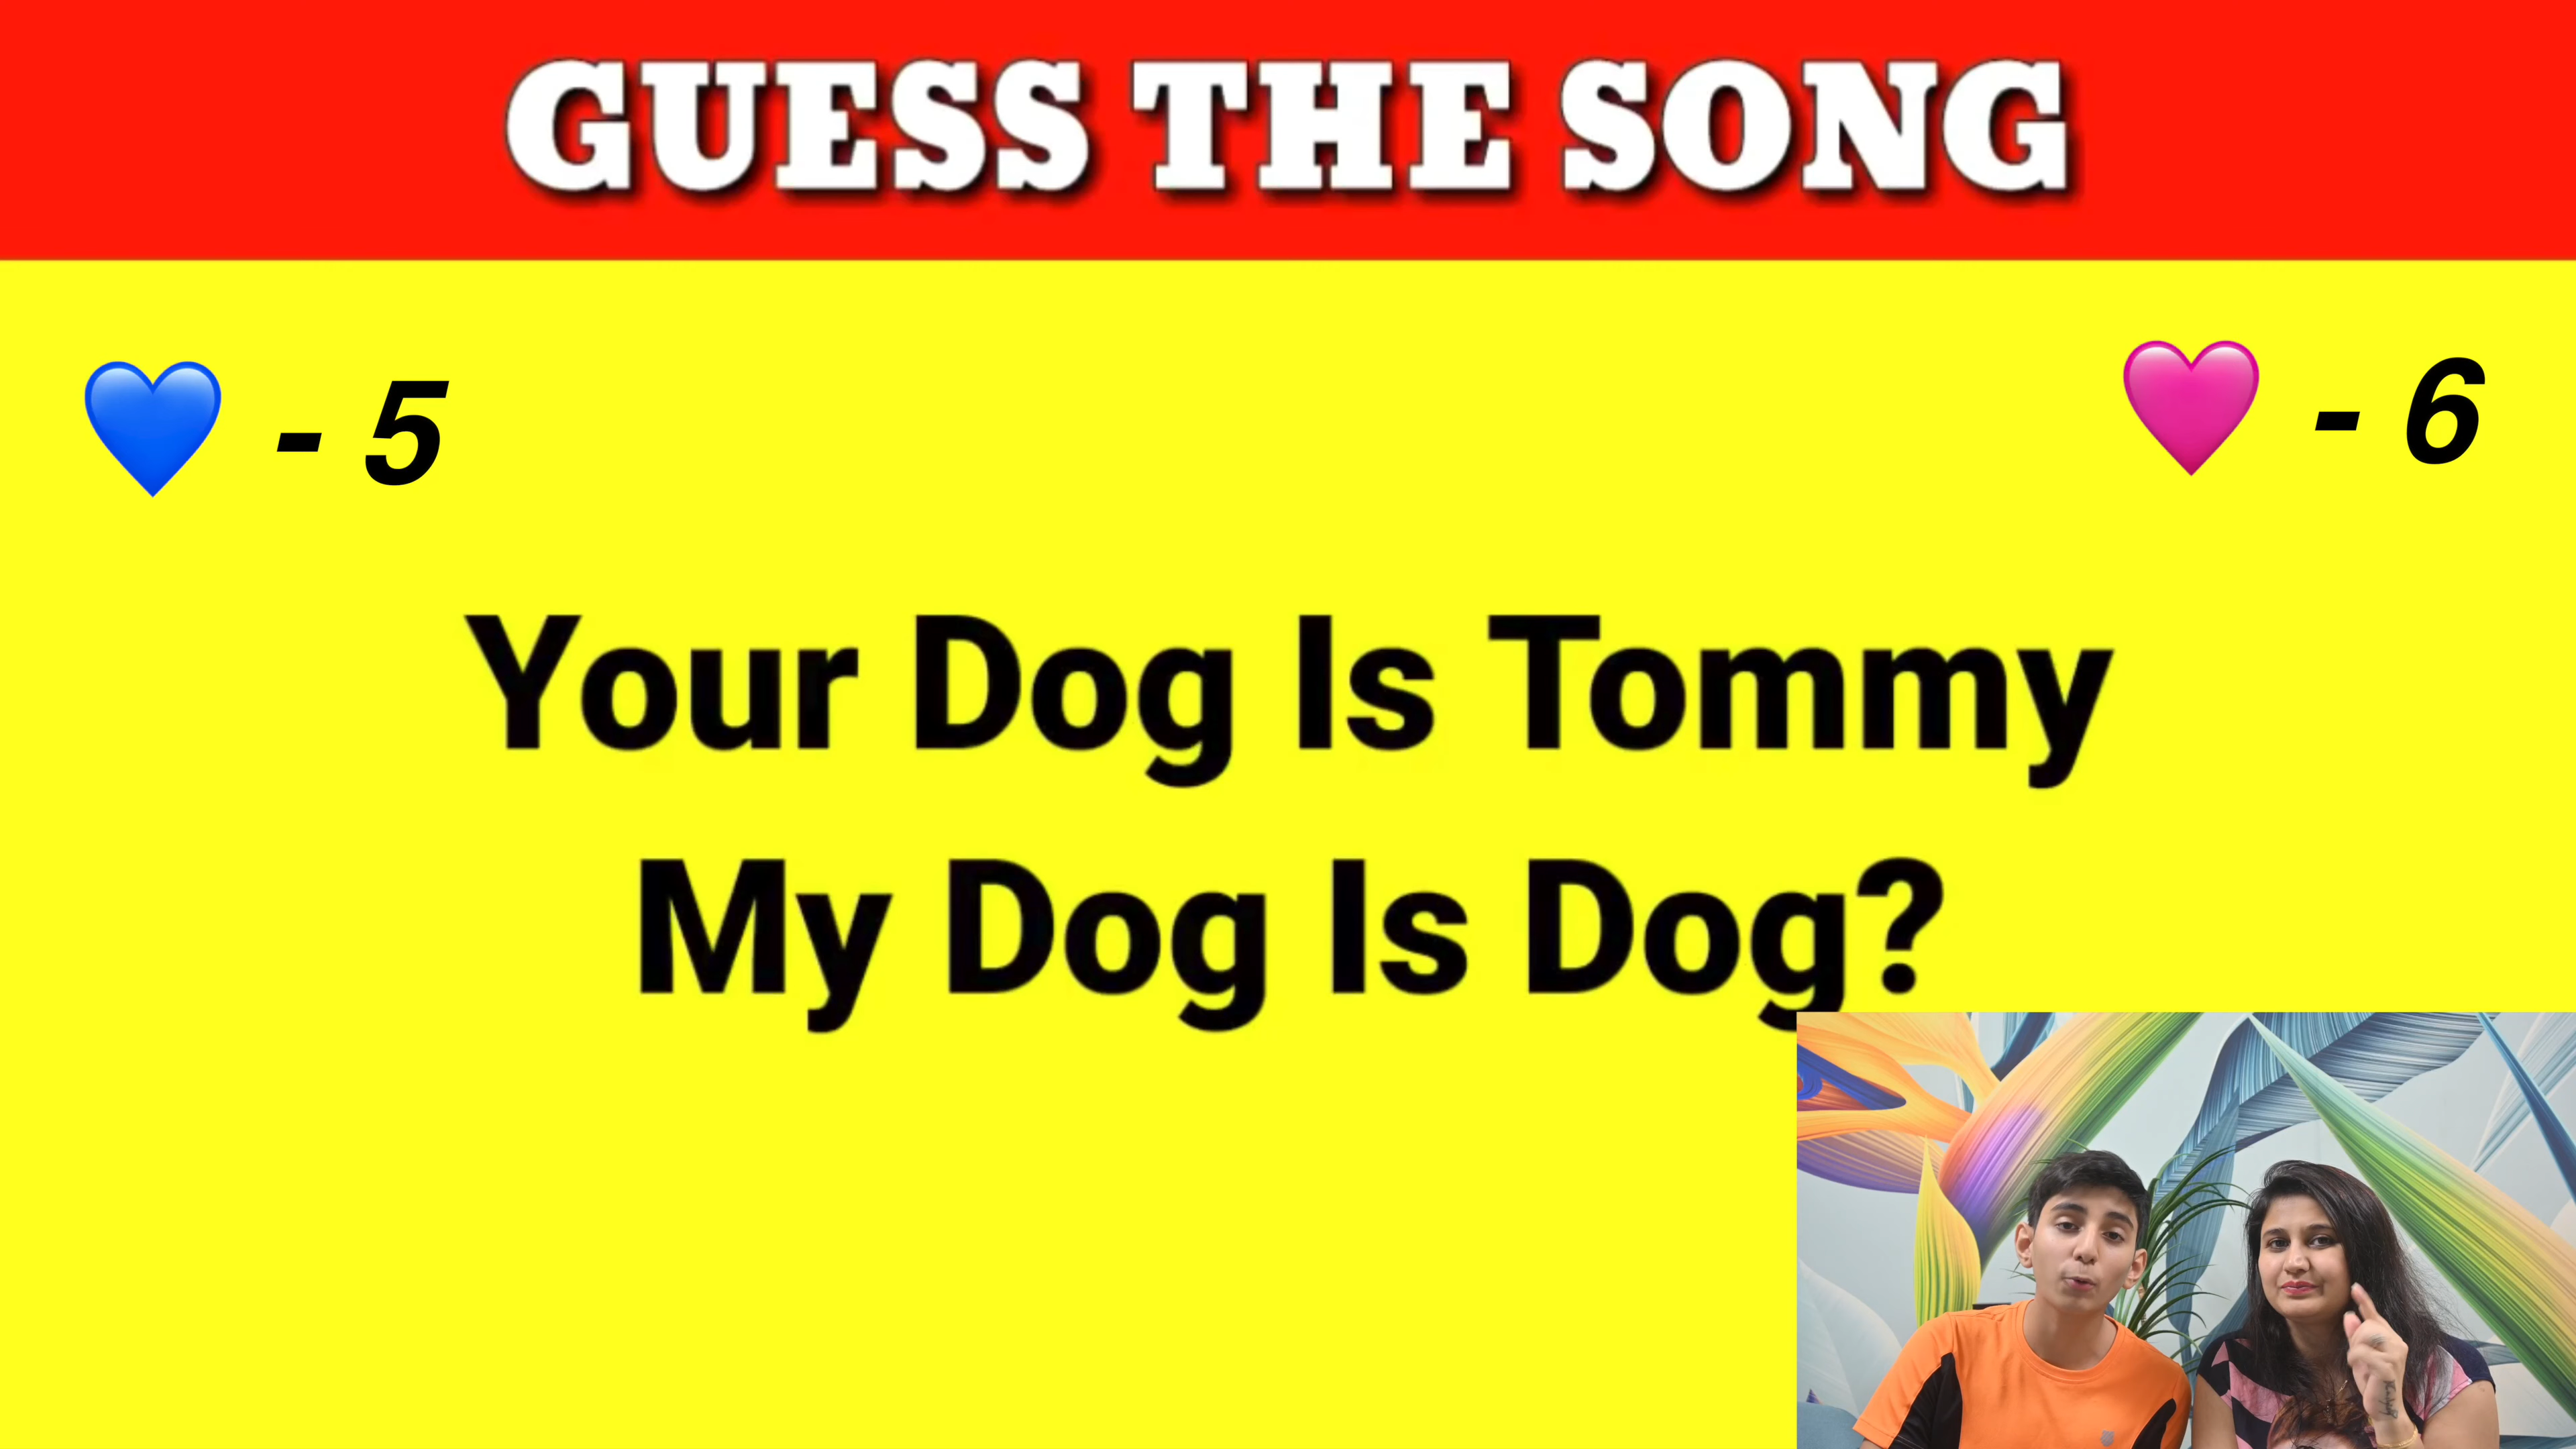 GUESS THE SONG
💙 - 5
🩷 - 6
Your Dog Is Tommy
My Dog Is Dog?